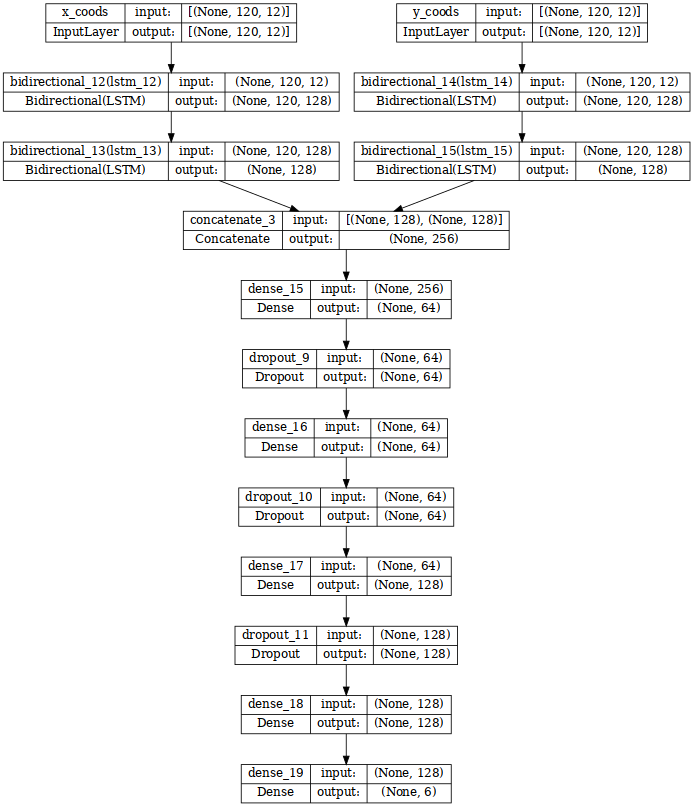 x_coods input: [(None, 120, 12)]
InputLayer output: [(None, 120, 12)]
y_coods input: [(None, 120, 12)]
InputLayer output: [(None, 120, 12)]
bidirectional_12(lstm_12) input: (None, 120, 12)
Bidirectional(LSTM) output: (None, 120, 128)
bidirectional_14(lstm_14) input: (None, 120, 12)
Bidirectional(LSTM) output: (None, 120, 128)
bidirectional_13(lstm_13) input: (None, 120, 128)
Bidirectional(LSTM) output: (None, 128)
bidirectional_15(lstm_15) input: (None, 120, 128)
Bidirectional(LSTM) output: (None, 128)
concatenate_3 input: [(None, 128), (None, 128)]
Concatenate output: (None, 256)
dense_15 input: (None, 256)
Dense output: (None, 64)
dropout_9 input: (None, 64)
Dropout output: (None, 64)
dense_16 input: (None, 64)
Dense output: (None, 64)
dropout_10 input: (None, 64)
Dropout output: (None, 64)
dense_17 input: (None, 64)
Dense output: (None, 128)
dropout_11 input: (None, 128)
Dropout output: (None, 128)
dense_18 input: (None, 128)
Dense output: (None, 128)
dense_19 input: (None, 128)
Dense output: (None, 6)